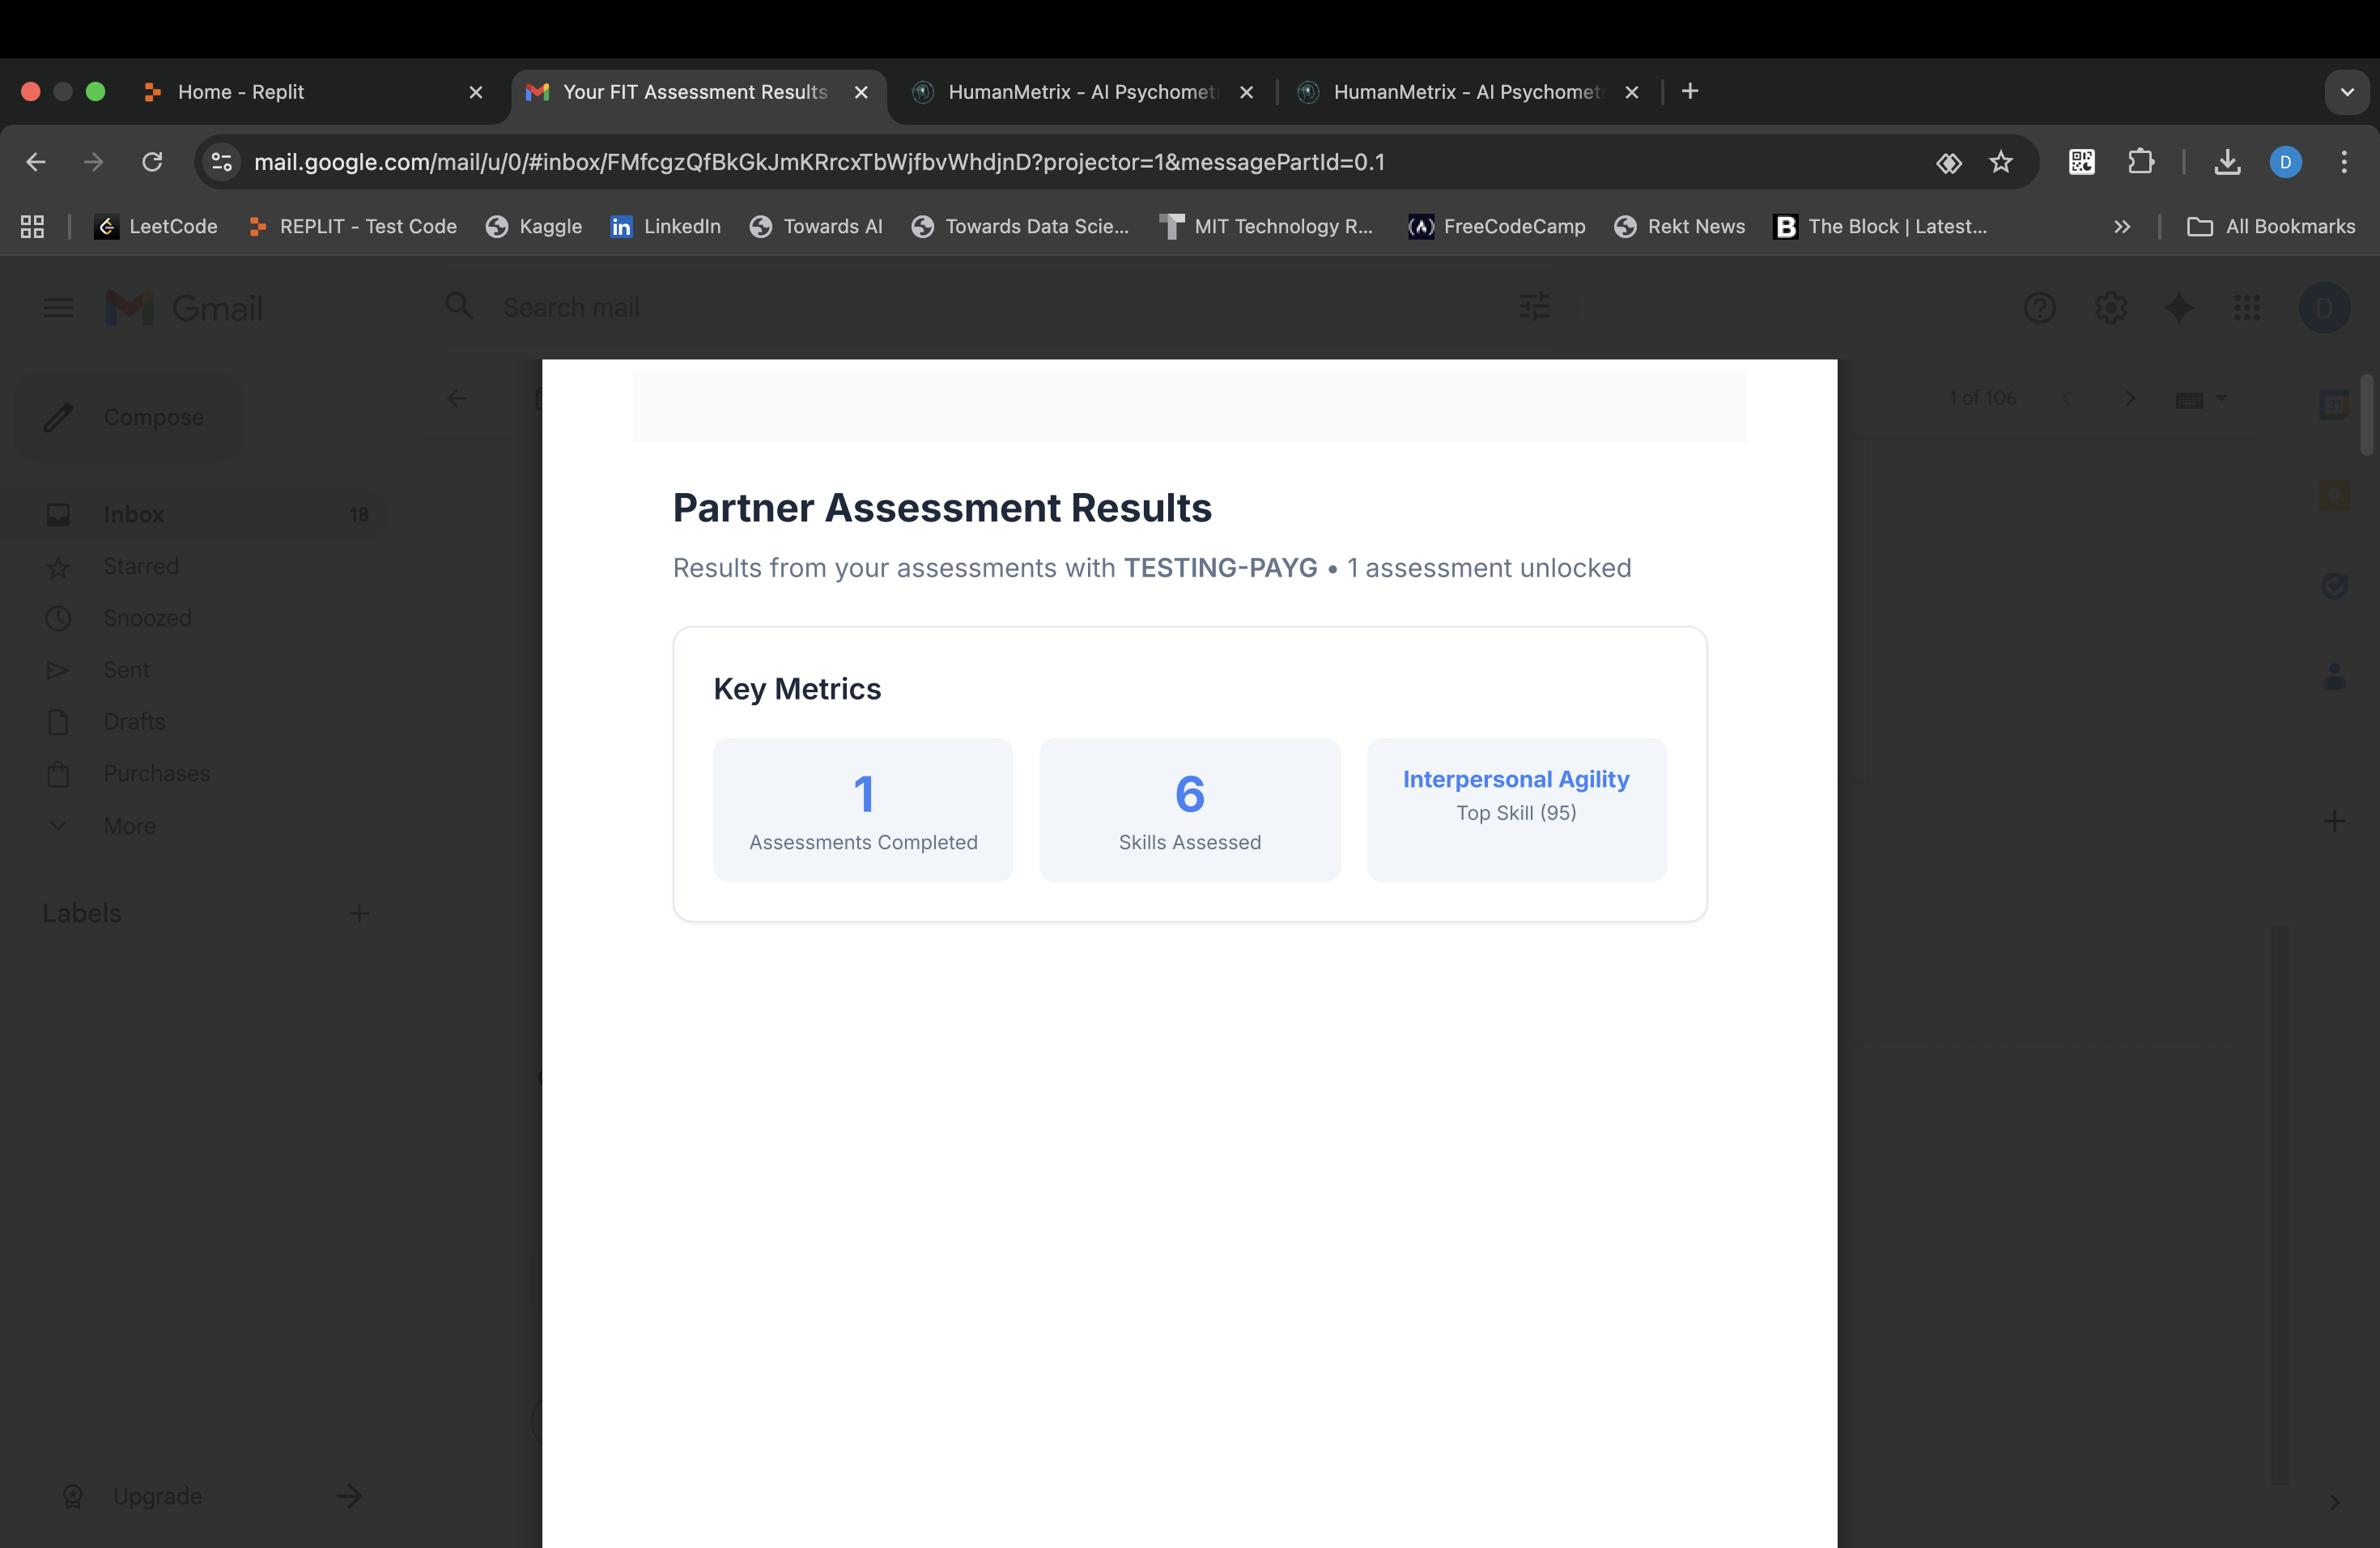 Home - Replit
Your FIT Assessment Results
HumanMetrix - AI Psychomet
HumanMetrix - AI Psychomet
mail.google.com/mail/u/0/#inbox/FMfcgzQfBkGkJmKRrcxTbWjfbvWhdjnD?projector=1&messagePartId=0.1
D
LeetCode
REPLIT - Test Code
Kaggle
in
LinkedIn
Towards AI
Towards Data Scie...
MIT Technology R...
FreeCodeCamp
Rekt News
B
The Block | Latest...
All Bookmarks
Gmail
Search mail
D
Compose
1 of 106
31
Inbox
18
Starred
Snoozed
Sent
Drafts
Purchases
More
Labels
Upgrade
Partner Assessment Results
Results from your assessments with TESTING-PAYG • 1 assessment unlocked
Key Metrics
1
Assessments Completed
6
Skills Assessed
Interpersonal Agility
Top Skill (95)